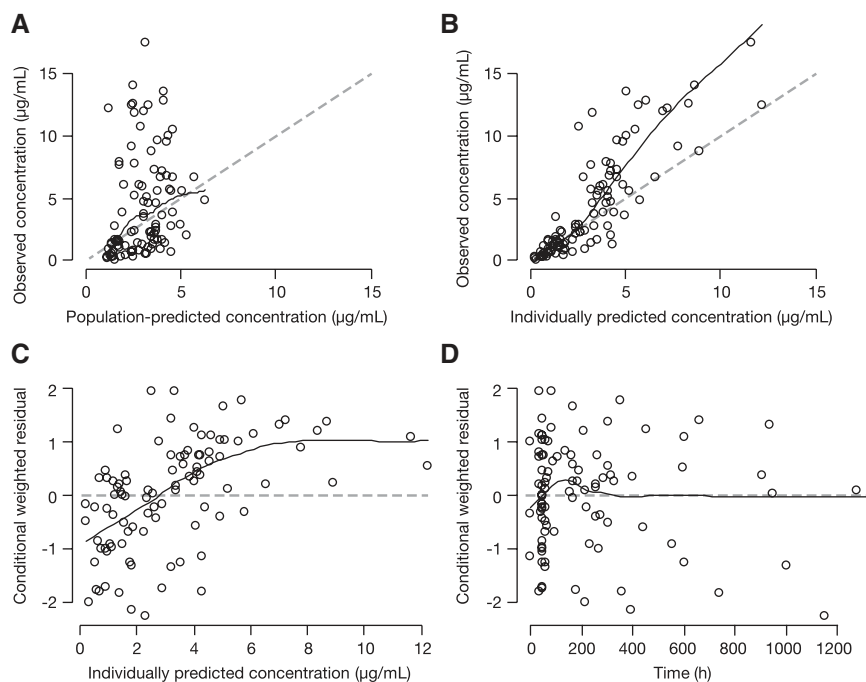 A
Observed concentration (µg/mL)
15
10
5
0
0 5 10 15
Population-predicted concentration (µg/mL)
B
Observed concentration (µg/mL)
15
10
5
0
0 5 10 15
Individually predicted concentration (µg/mL)
C
Conditional weighted residual
2
1
0
-1
-2
0 2 4 6 8 10 12
Individually predicted concentration (µg/mL)
D
Conditional weighted residual
2
1
0
-1
-2
0 200 400 600 800 1000 1200
Time (h)